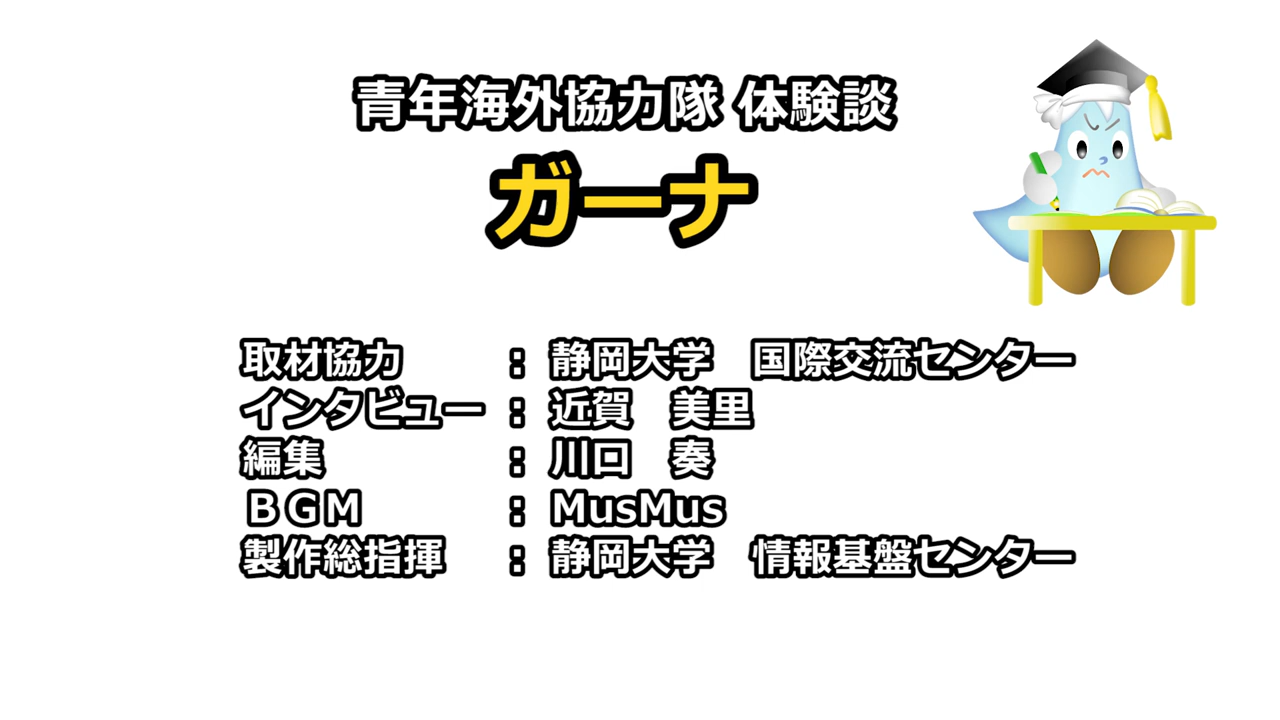 青年海外協力隊 体験談
ガーナ
取材協力 : 静岡大学　国際交流センター
インタビュー : 近賀　美里
編集 : 川口　奏
ＢＧＭ : MusMus
製作総指揮 : 静岡大学　情報基盤センター